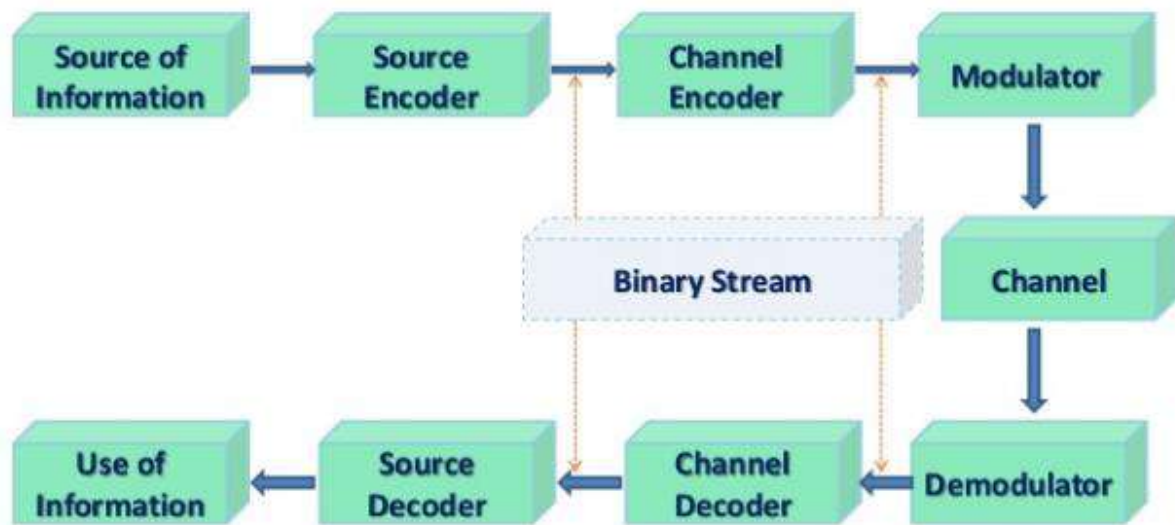 Source of
Information
Source
Encoder
Channel
Encoder
Modulator
Binary Stream
Channel
Use of
Information
Source
Decoder
Channel
Decoder
Demodulator